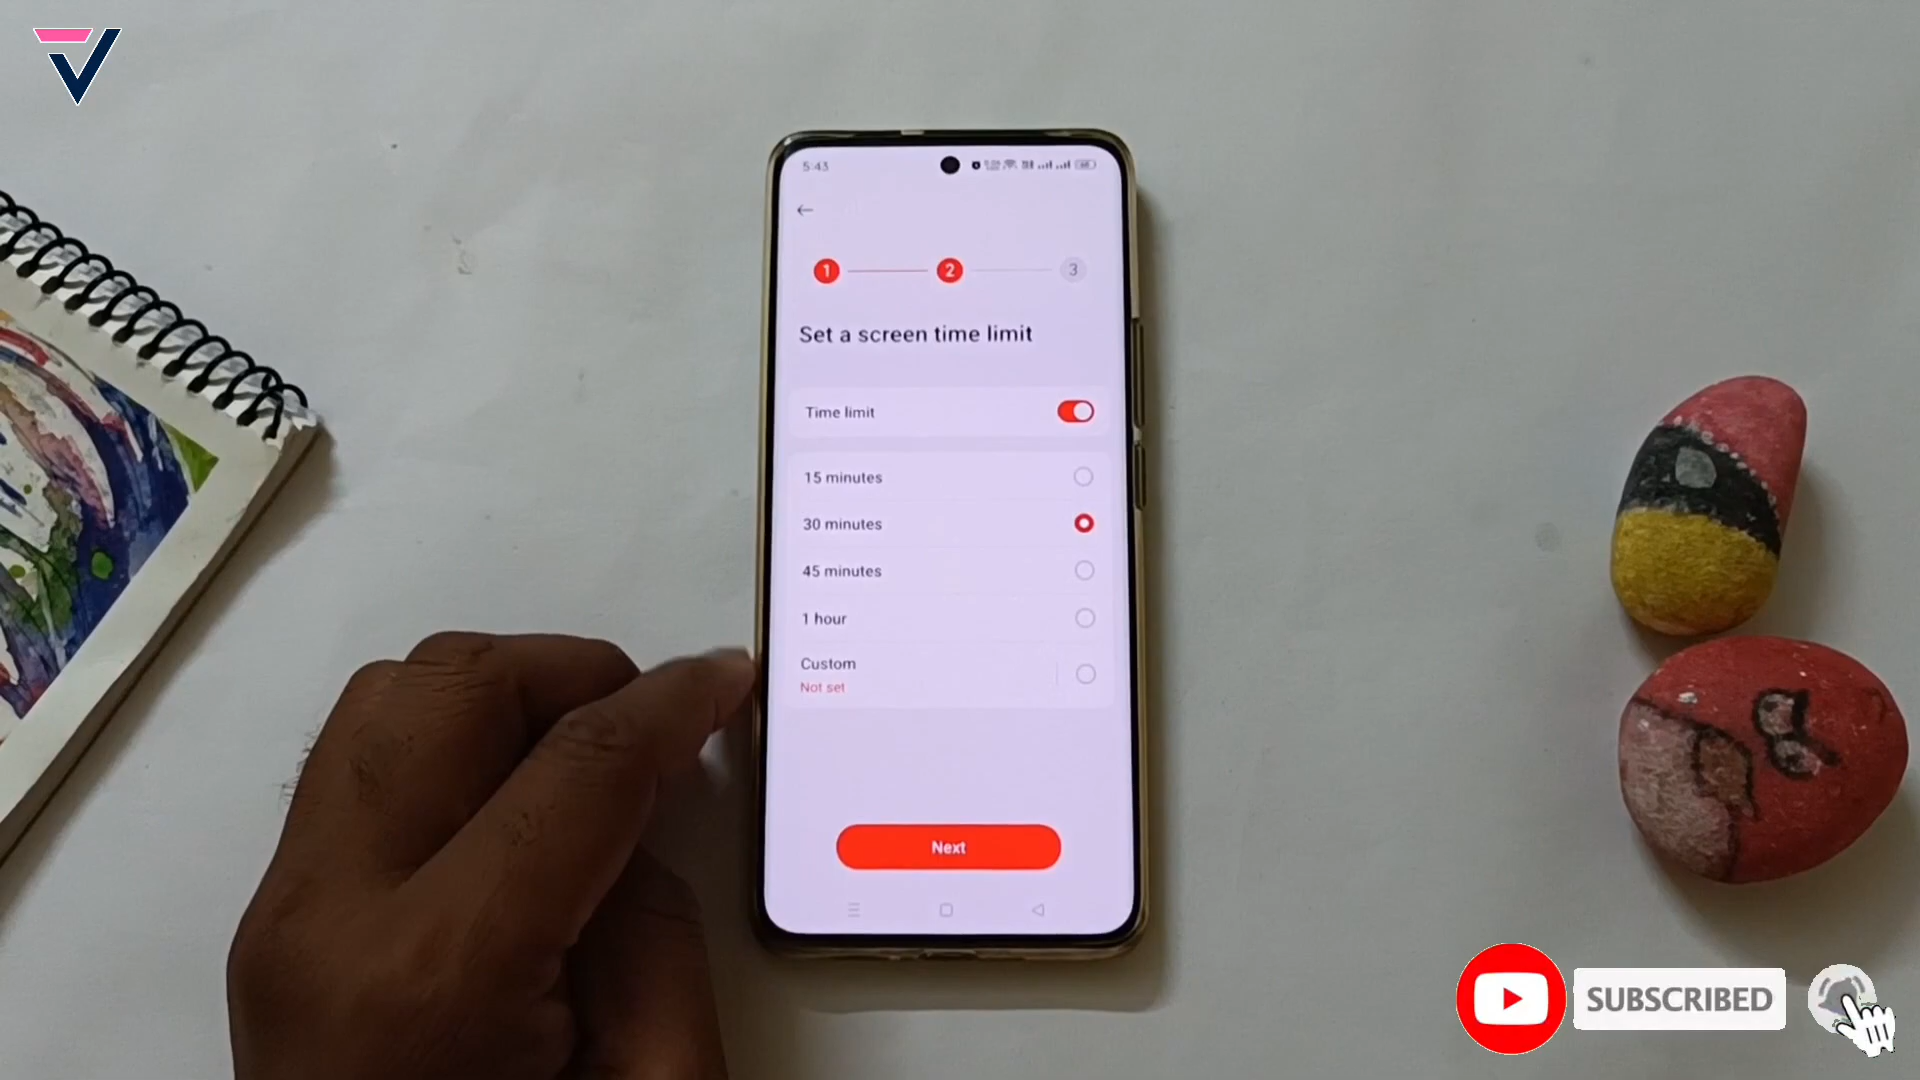 5:43
1
2
3
Set a screen time limit
Time limit
15 minutes
30 minutes
45 minutes
1 hour
Custom
Not set
Next
SUBSCRIBED